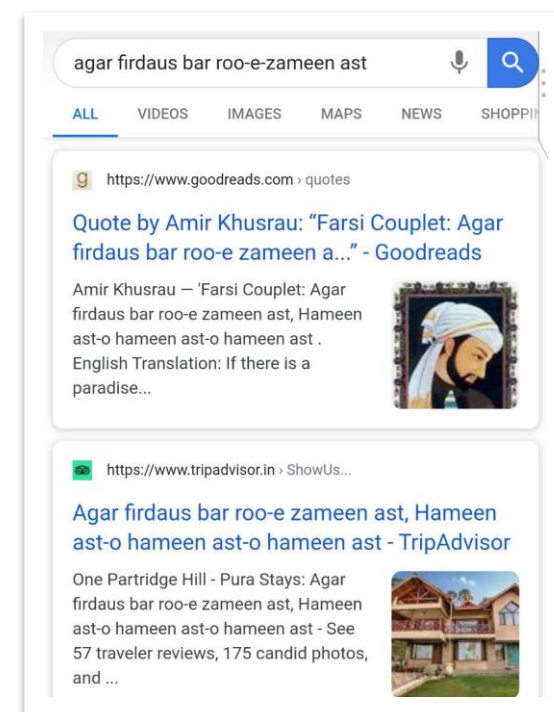 agar firdaus bar roo-e-zameen ast
ALL VIDEOS IMAGES MAPS NEWS SHOPPIN
g https://www.goodreads.com › quotes
Quote by Amir Khusrau: “Farsi Couplet: Agar
firdaus bar roo-e zameen a...” - Goodreads
Amir Khusrau — 'Farsi Couplet: Agar
firdaus bar roo-e zameen ast, Hameen
ast-o hameen ast-o hameen ast .
English Translation: If there is a
paradise...
https://www.tripadvisor.in › ShowUs...
Agar firdaus bar roo-e zameen ast, Hameen
ast-o hameen ast-o hameen ast - TripAdvisor
One Partridge Hill - Pura Stays: Agar
firdaus bar roo-e zameen ast, Hameen
ast-o hameen ast-o hameen ast - See
57 traveler reviews, 175 candid photos,
and ...